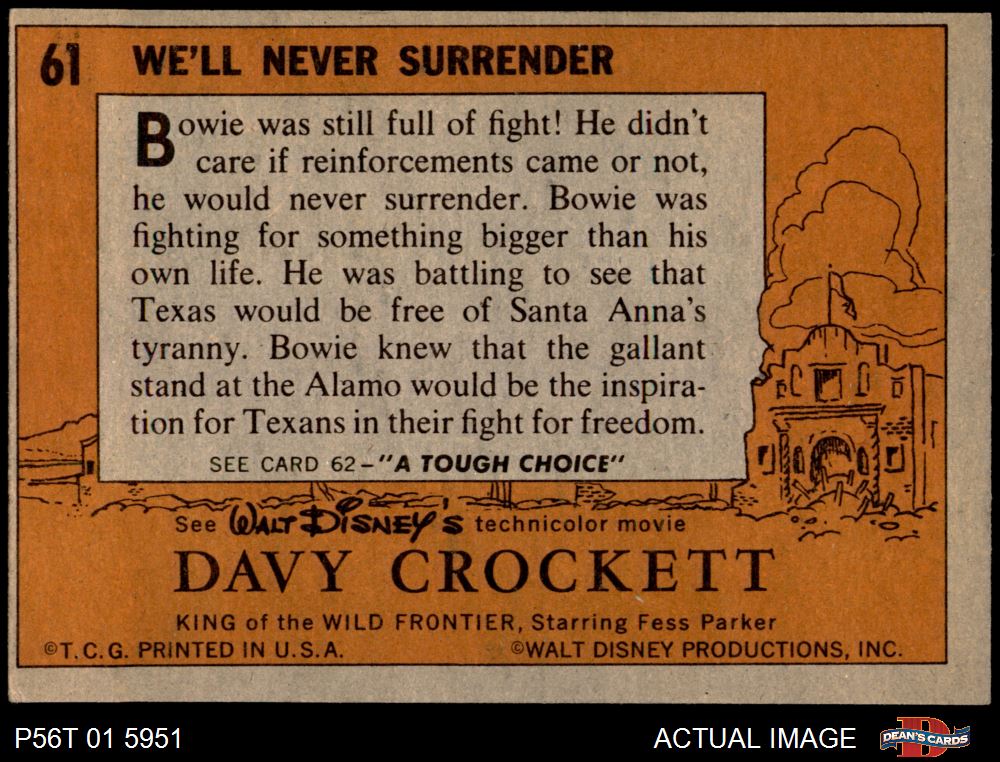 61 WE'LL NEVER SURRENDER
Bowie was still full of fight! He didn't
care if reinforcements came or not,
he would never surrender. Bowie was
fighting for something bigger than his
own life. He was battling to see that
Texas would be free of Santa Anna's
tyranny. Bowie knew that the gallant
stand at the Alamo would be the inspira-
tion for Texans in their fight for freedom.
SEE CARD 62-"A TOUGH CHOICE"
See WALT DISNEY'S technicolor movie
DAVY CROCKETT
KING of the WILD FRONTIER, Starring Fess Parker
©T.C.G. PRINTED IN U.S.A. ©WALT DISNEY PRODUCTIONS, INC.
P56T 01 5951 ACTUAL IMAGE D DEAN'S CARDS